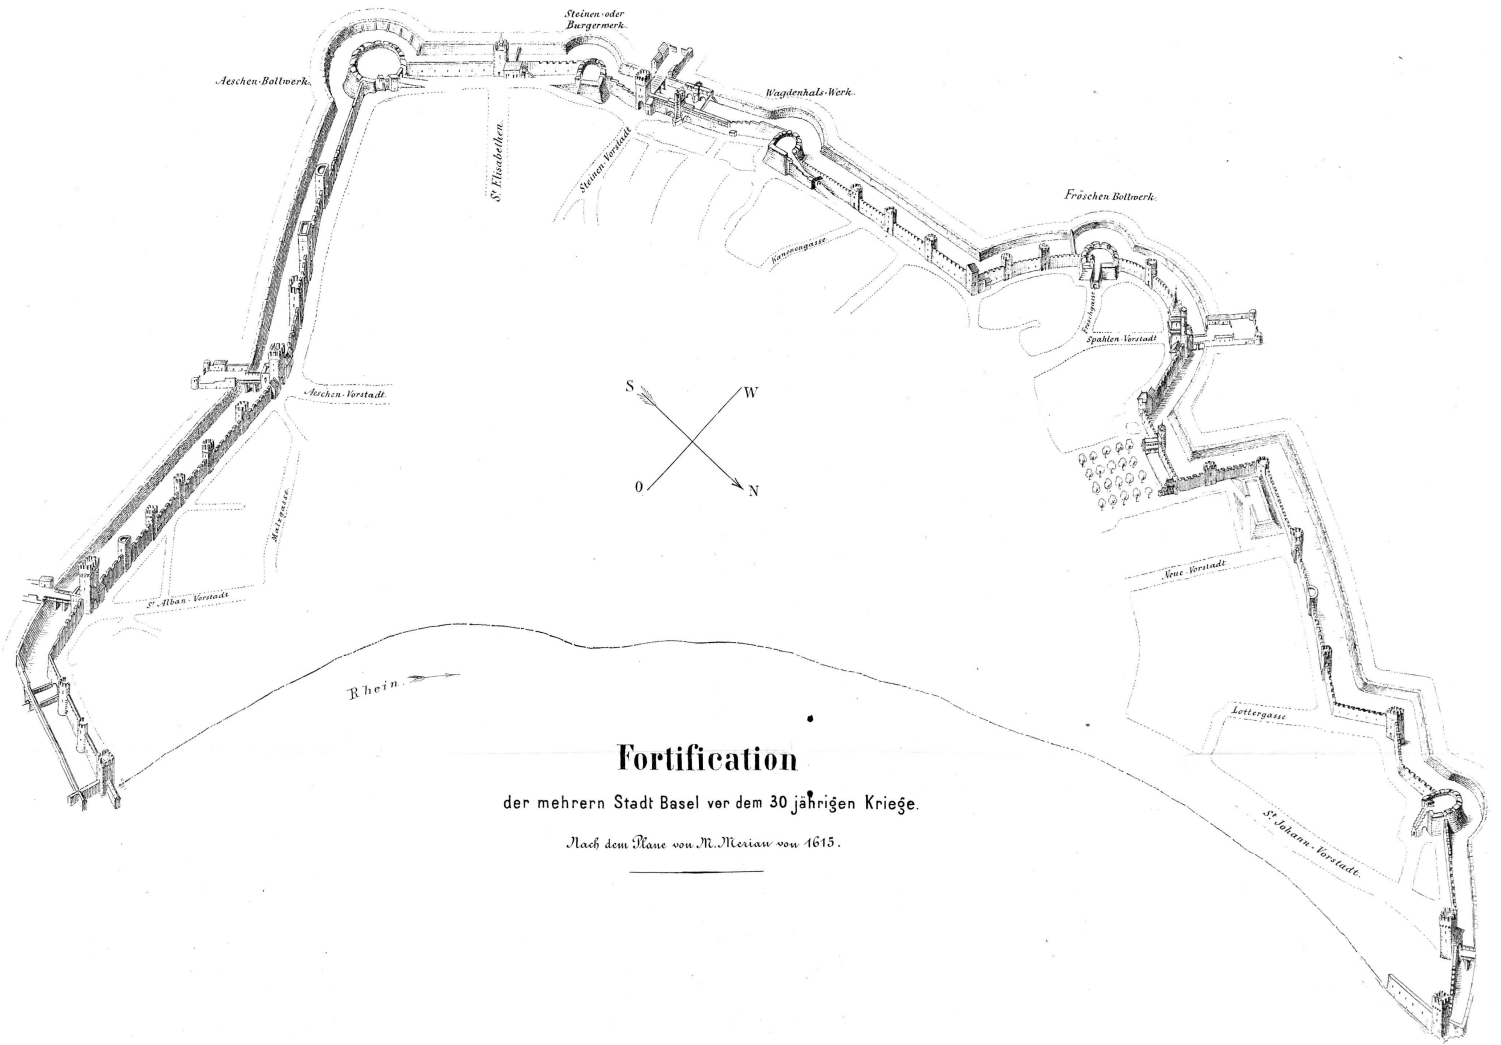 Steinen- oder
Burgerwerk.
Aeschen-Bollwerk.
Wagdenhals-Werk.
St. Elisabethen.
Steinen-Vorstadt
Fröschen Bollwerk.
Kanonengasse
Froschgasse
Spahlen-Vorstadt
Aeschen-Vorstadt.
S
W
O
N
Malzgasse.
Neue-Vorstadt
St. Alban-Vorstadt
Rhein.
Lottergasse
St. Johann-Vorstadt.
Fortification
der mehrern Stadt Basel vor dem 30 jährigen Kriege.
Nach dem Plane von M. Merian von 1615.